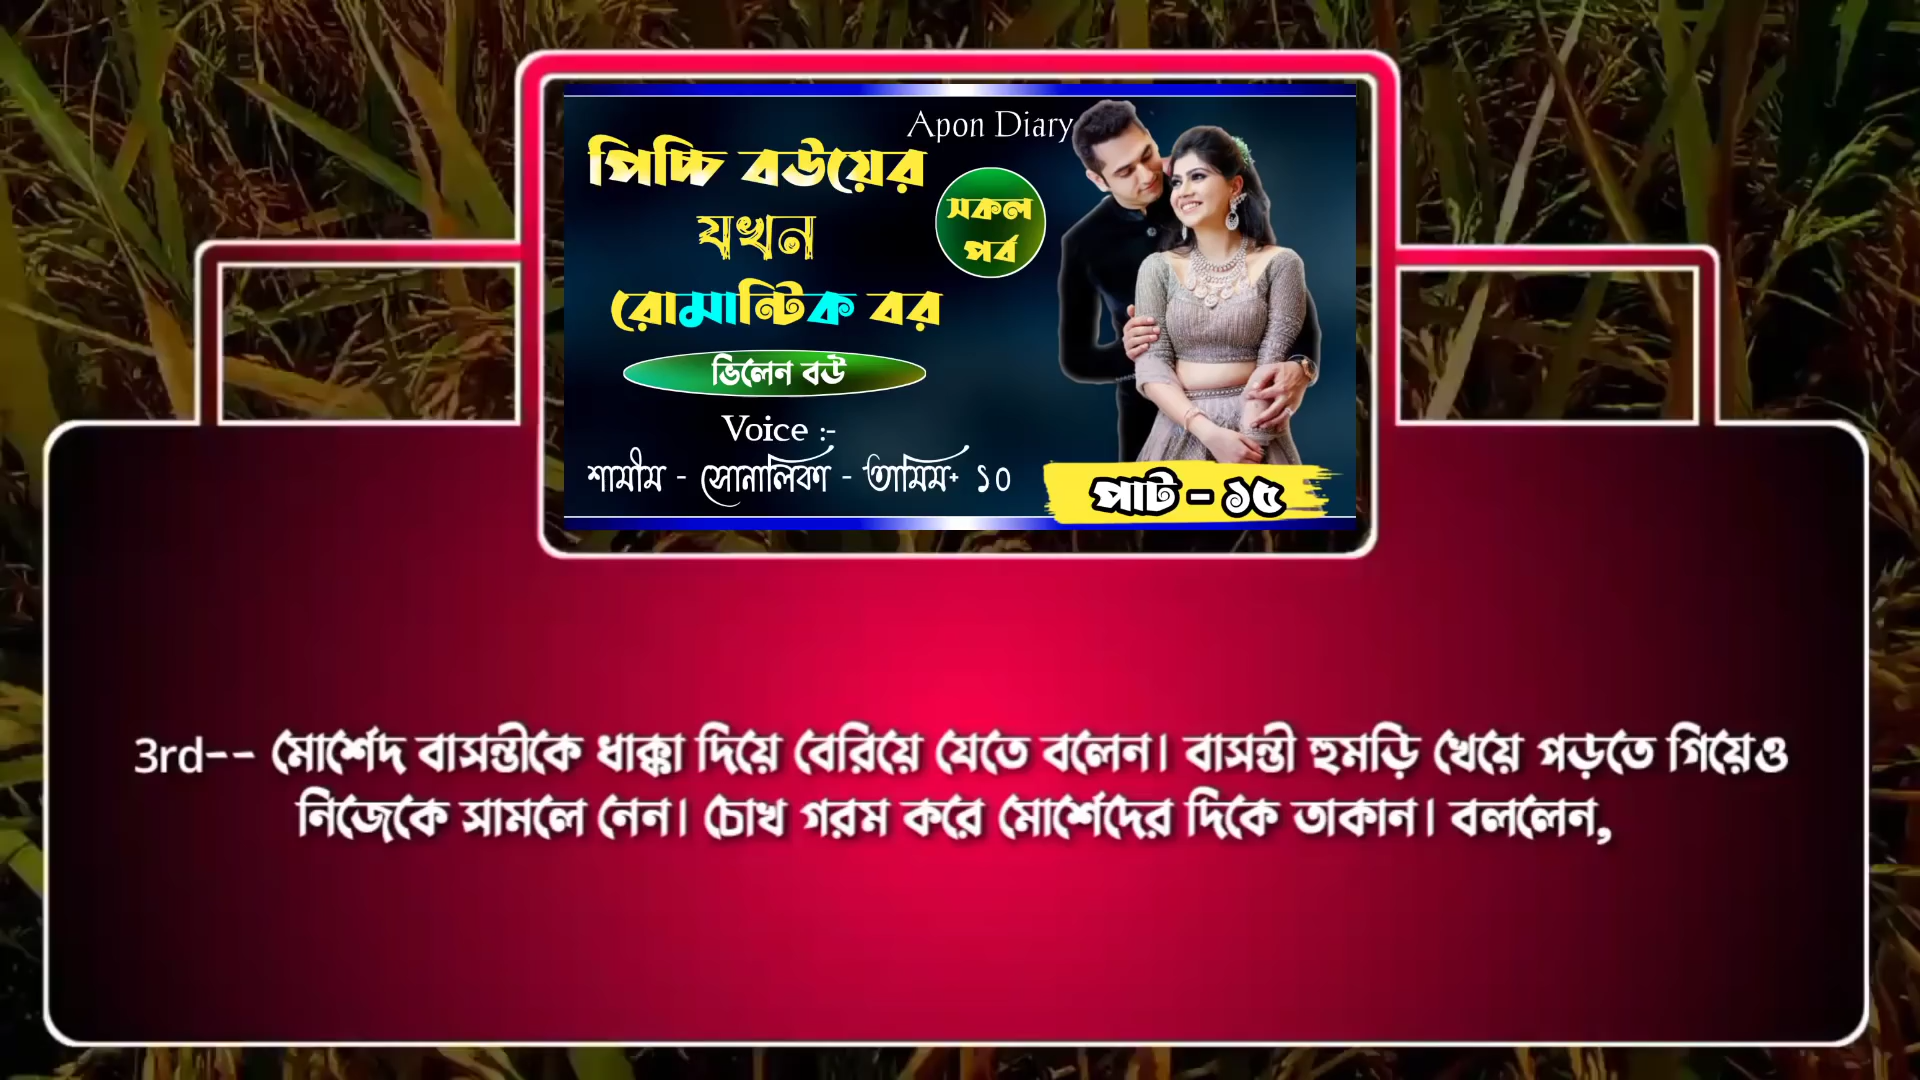 Apon Diary
পিচ্চি বউয়ের
যখন
রোমান্টিক বর
সকল
পর্ব
ভিলেন বউ
Voice :-
শামীম - সোনালিকা - তামিম+ ১০
পার্ট - ১৫
3rd-- মোর্শেদ বাসন্তীকে ধাক্কা দিয়ে বেরিয়ে যেতে বলেন। বাসন্তী হুমড়ি খেয়ে পড়তে গিয়েও
নিজেকে সামলে নেন। চোখ গরম করে মোর্শেদের দিকে তাকান। বললেন,